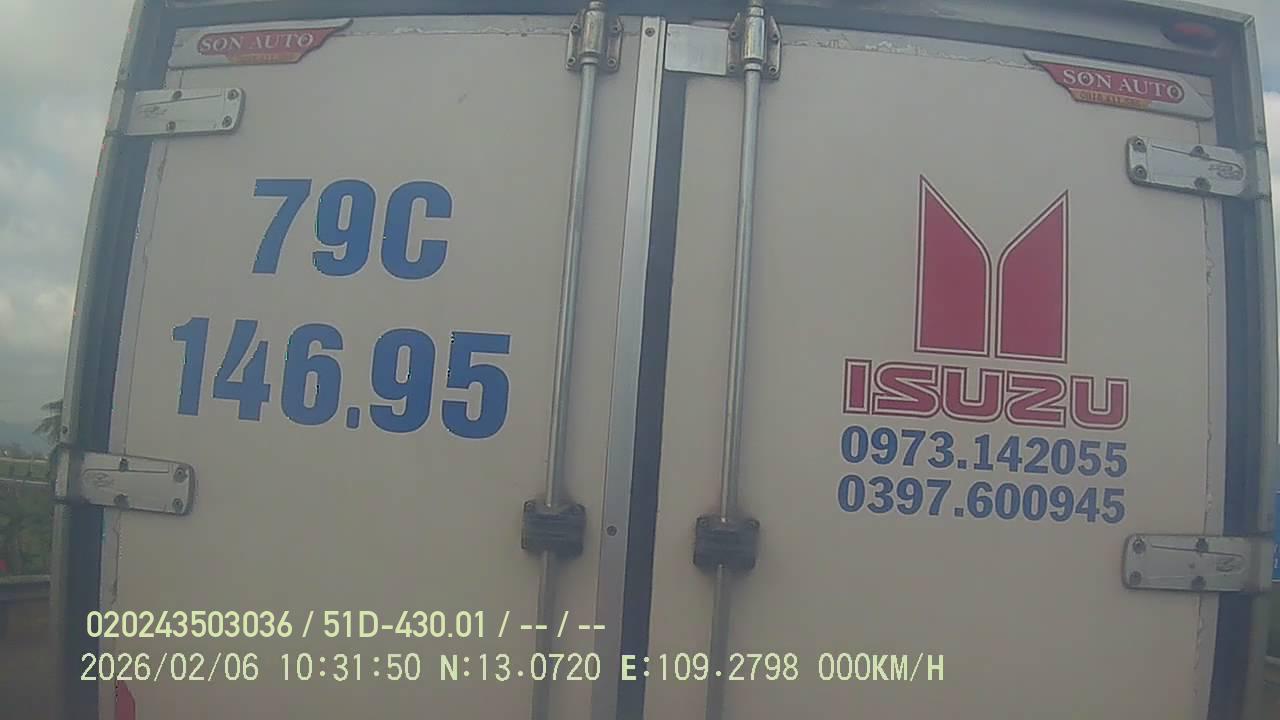 SON AUTO
SON AUTO
79C
146.95
ISUZU
0973.142055
0397.600945
020243503036 / 51D-430.01 / -- / --
2026/02/06 10:31:50 N:13.0720 E:109.2798 000KM/H